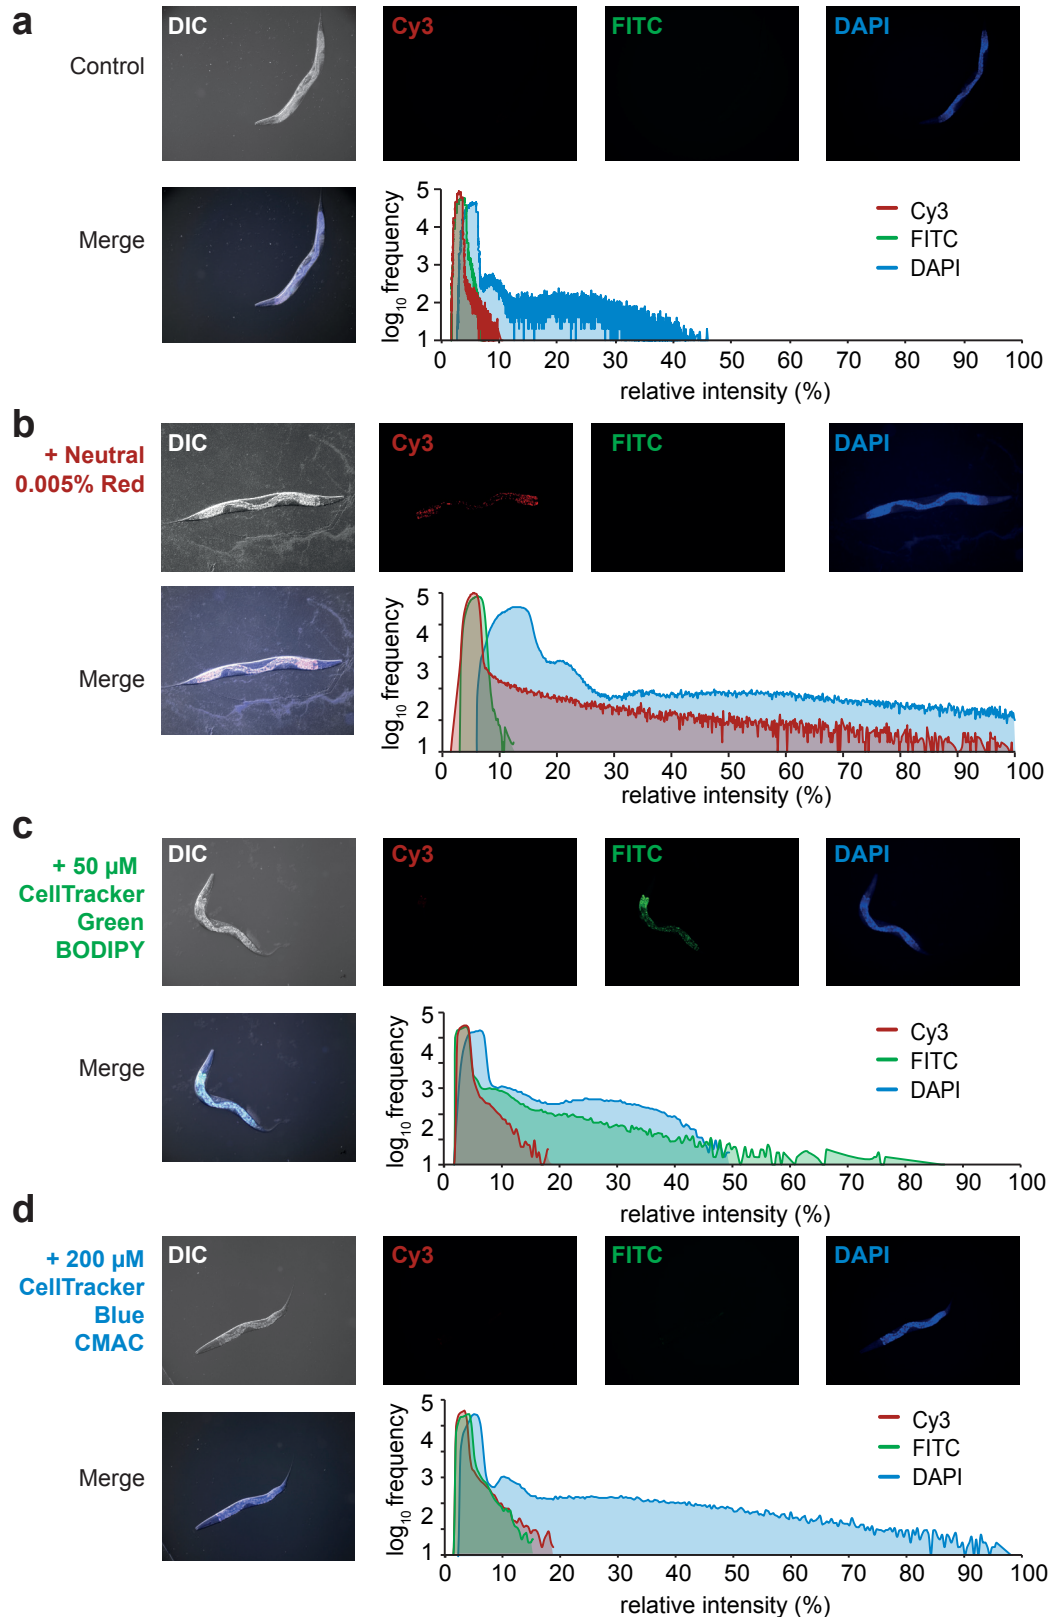 a
Control
DIC
Cy3
FITC
DAPI
Merge
log10 frequency
5
4
3
2
1
0
10
20
30
40
50
60
70
80
90
100
relative intensity (%)
Cy3
FITC
DAPI
b
+ Neutral
0.005% Red
DIC
Cy3
FITC
DAPI
Merge
log10 frequency
5
4
3
2
1
0
10
20
30
40
50
60
70
80
90
100
relative intensity (%)
c
+ 50 µM
CellTracker
Green
BODIPY
DIC
Cy3
FITC
DAPI
Merge
log10 frequency
5
4
3
2
1
0
10
20
30
40
50
60
70
80
90
100
relative intensity (%)
Cy3
FITC
DAPI
d
+ 200 µM
CellTracker
Blue
CMAC
DIC
Cy3
FITC
DAPI
Merge
log10 frequency
5
4
3
2
1
0
10
20
30
40
50
60
70
80
90
100
relative intensity (%)
Cy3
FITC
DAPI